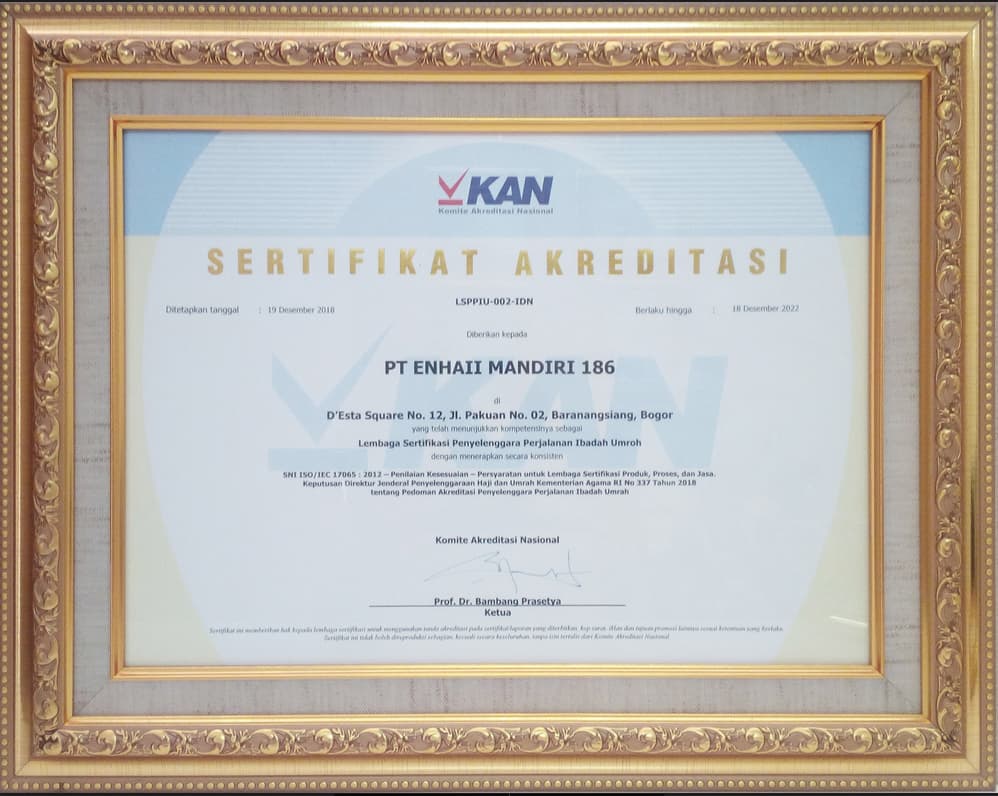 KAN
Komite Akreditasi Nasional
SERTIFIKAT AKREDITASI
LSPPIU-002-IDN
Ditetapkan tanggal : 19 Desember 2018
Berlaku hingga : 18 Desember 2022
Diberikan kepada
PT ENHAII MANDIRI 186
di
D'Esta Square No. 12, Jl. Pakuan No. 02, Baranangsiang, Bogor
yang telah menunjukkan kompetensinya sebagai
Lembaga Sertifikasi Penyelenggara Perjalanan Ibadah Umroh
dengan menerapkan secara konsisten
SNI ISO/IEC 17065 : 2012 – Penilaian Kesesuaian – Persyaratan untuk Lembaga Sertifikasi Produk, Proses, dan Jasa.
Keputusan Direktur Jenderal Penyelenggaraan Haji dan Umrah Kementerian Agama RI No 337 Tahun 2018
tentang Pedoman Akreditasi Penyelenggara Perjalanan Ibadah Umrah
KAN
Komite Akreditasi Nasional
Prof. Dr. Bambang Prasetya
Ketua
Sertifikat ini memberikan hak kepada lembaga sertifikasi untuk menggunakan tanda akreditasi pada sertifikat/laporan yang diterbitkan, kop surat, iklan dan tujuan promosi lainnya sesuai ketentuan yang berlaku.
Sertifikat ini tidak boleh direproduksi sebagian, kecuali secara keseluruhan, tanpa izin tertulis dari Komite Akreditasi Nasional